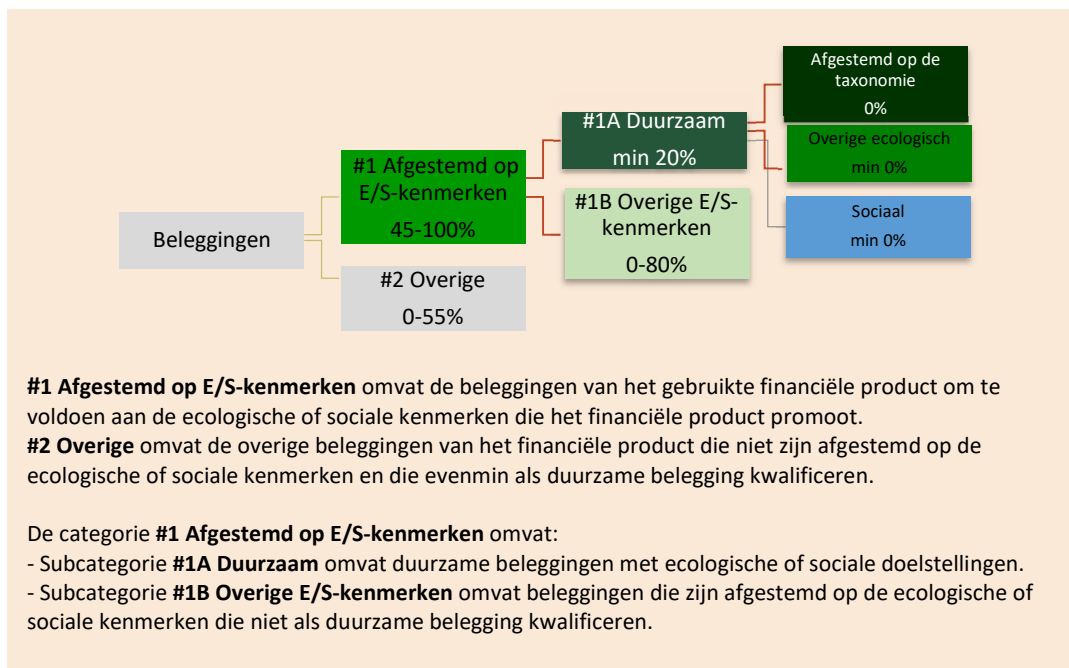 Afgestemd op de
taxonomie
0%
#1A Duurzaam
min 20%
Overige ecologisch
min 0%
#1 Afgestemd op
E/S-kenmerken
45-100%
#1B Overige E/S-
kenmerken
0-80%
Sociaal
min 0%
Beleggingen
#2 Overige
0-55%
#1 Afgestemd op E/S-kenmerken omvat de beleggingen van het gebruikte financiële product om te
voldoen aan de ecologische of sociale kenmerken die het financiële product promoot.
#2 Overige omvat de overige beleggingen van het financiële product die niet zijn afgestemd op de
ecologische of sociale kenmerken en die evenmin als duurzame belegging kwalificeren.
De categorie #1 Afgestemd op E/S-kenmerken omvat:
- Subcategorie #1A Duurzaam omvat duurzame beleggingen met ecologische of sociale doelstellingen.
- Subcategorie #1B Overige E/S-kenmerken omvat beleggingen die zijn afgestemd op de ecologische of
sociale kenmerken die niet als duurzame belegging kwalificeren.